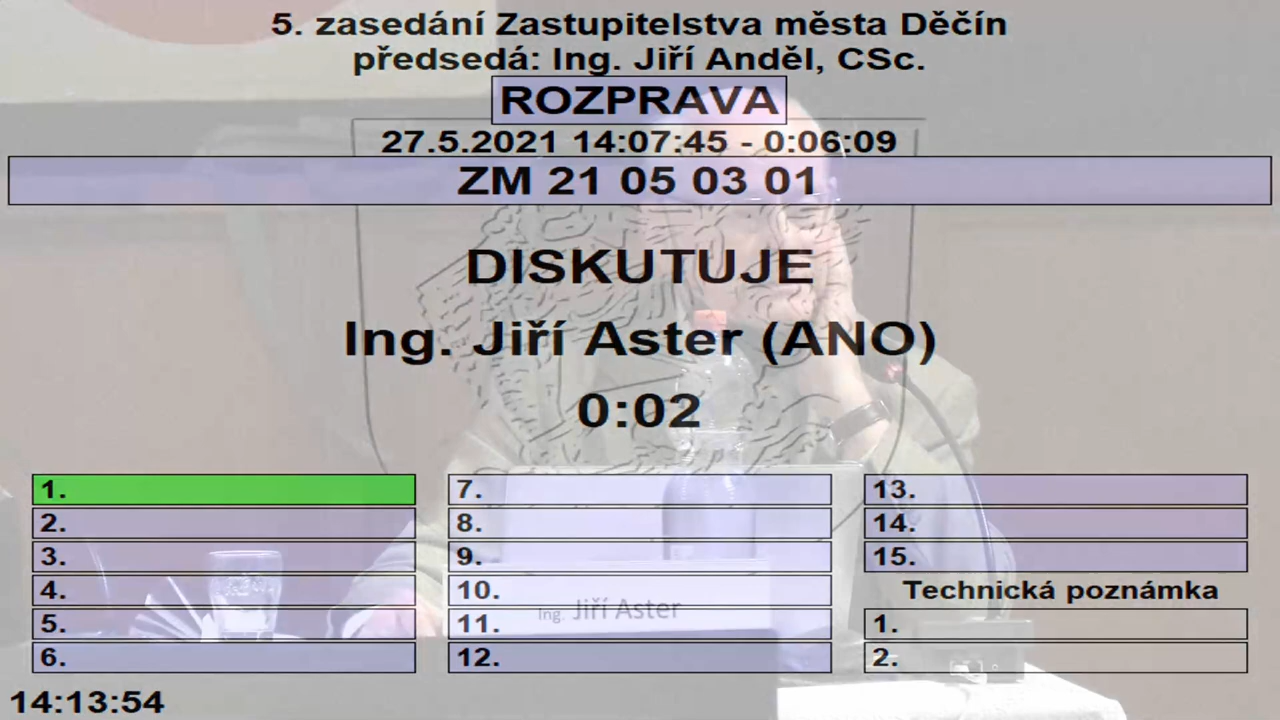 5. zasedání Zastupitelstva města Děčín
předsedá: Ing. Jiří Anděl, CSc.
ROZPRAVA
27.5.2021 14:07:45 - 0:06:09
ZM 21 05 03 01
DISKUTUJE
Ing. Jiří Aster (ANO)
0:02
1.
2.
3.
4.
5.
6.
7.
8.
9.
10.
11.
12.
Ing. Jiří Aster
13.
14.
15.
Technická poznámka
1.
2.
14:13:54